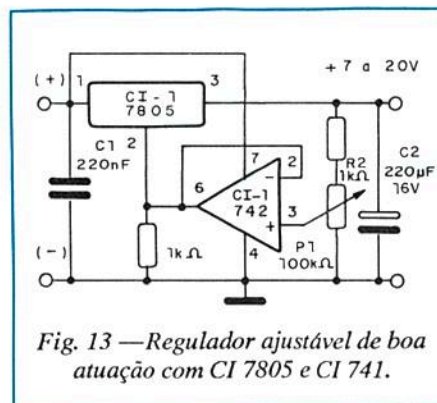 (+)
1
CI-1
7805
3
+7 a 20V
C1
220nF
2
7
2
6
CI-1
742
3
4
R2
1kΩ
C2
220µF
16V
P1
100kΩ
1kΩ
(-)
Fig. 13 —Regulador ajustável de boa
atuação com CI 7805 e CI 741.